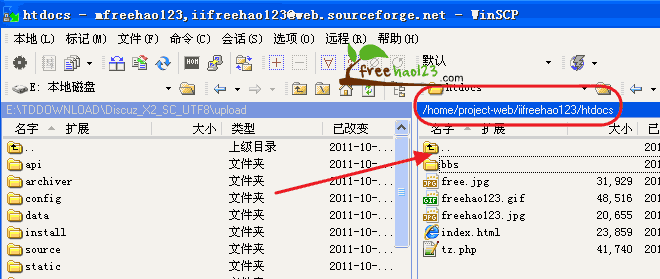 htdocs - mfreehao123,iifreehao123@web.sourceforge.net - WinSCP
本地(L) 标记(M) 文件(F) 命令(C) 会话(S) 选项(O) 远程(R) 帮助(H)
默认
freehao123.com
E: 本地磁盘
htdocs
E:\TDDOWNLOAD\Discuz_X2_SC_UTF8\upload
/home/project-web/iifreehao123/htdocs
名字 扩展 大小 类型 已改变
名字 扩展 大小 已
.. 上级目录 2011-10-...
api 文件夹 2011-10-...
archiver 文件夹 2011-10-...
config 文件夹 2011-10-...
data 文件夹 2011-10-...
install 文件夹 2011-10-...
source 文件夹 2011-10-...
static 文件夹 2011-10-...
.. 201
bbs 201
free.jpg 31,929 201
freehao123.gif 48,516 201
freehao123.jpg 20,655 201
index.html 23,859 201
tz.php 41,740 201